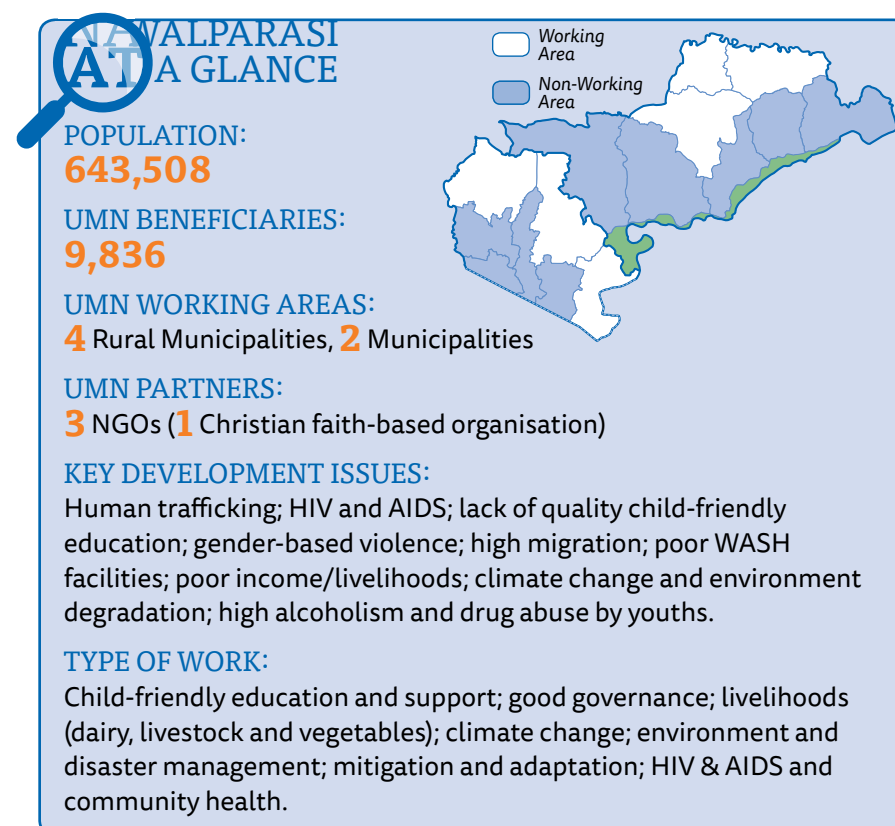 NAWALPARASI
AT A GLANCE
Working
Area
Non-Working
Area
POPULATION:
643,508
UMN BENEFICIARIES:
9,836
UMN WORKING AREAS:
4 Rural Municipalities, 2 Municipalities
UMN PARTNERS:
3 NGOs (1 Christian faith-based organisation)
KEY DEVELOPMENT ISSUES:
Human trafficking; HIV and AIDS; lack of quality child-friendly
education; gender-based violence; high migration; poor WASH
facilities; poor income/livelihoods; climate change and environment
degradation; high alcoholism and drug abuse by youths.
TYPE OF WORK:
Child-friendly education and support; good governance; livelihoods
(dairy, livestock and vegetables); climate change; environment and
disaster management; mitigation and adaptation; HIV & AIDS and
community health.